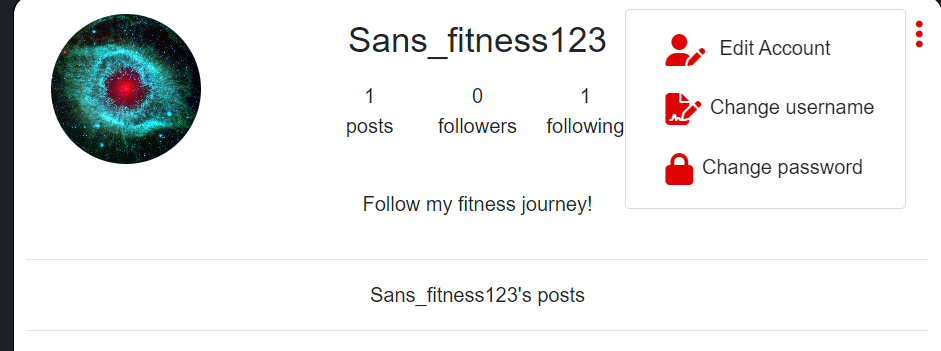 Sans_fitness123
1 0 1
posts followers following
Follow my fitness journey!
Edit Account
Change username
Change password
Sans_fitness123's posts